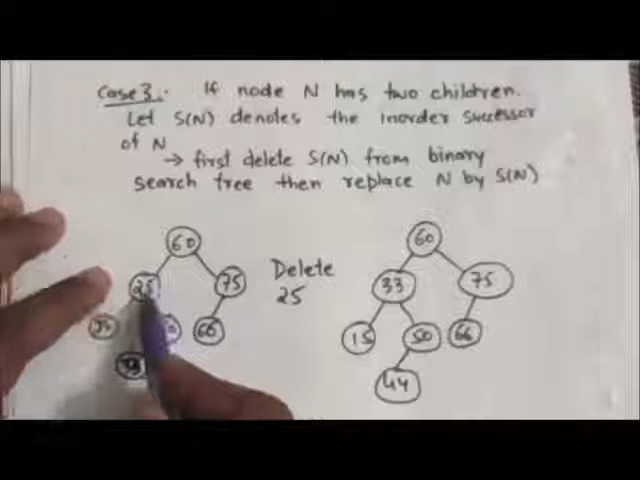 Case 3:- If node N has two children.
Let S(N) denotes the inorder successor
of N
→ first delete S(N) from binary
search tree then replace N by S(N)
60
25 75
66
33
Delete
25
60
33 75
15 50 66
44